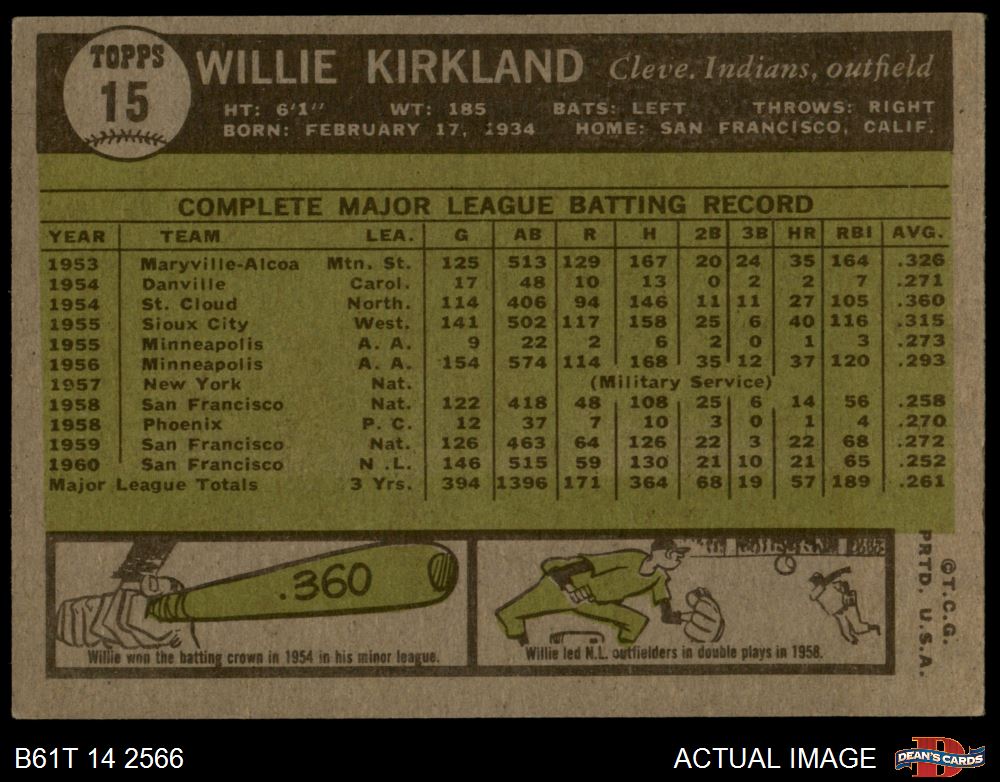 TOPPS
15
WILLIE KIRKLAND Cleve. Indians, outfield
HT: 6'1" WT: 185 BATS: LEFT THROWS: RIGHT
BORN: FEBRUARY 17, 1934 HOME: SAN FRANCISCO, CALIF.
COMPLETE MAJOR LEAGUE BATTING RECORD
YEAR TEAM LEA. G AB R H 2B 3B HR RBI AVG.
1953 Maryville-Alcoa Mtn. St. 125 513 129 167 20 24 35 164 .326
1954 Danville Carol. 17 48 10 13 0 2 2 7 .271
1954 St. Cloud North. 114 406 94 146 11 11 27 105 .360
1955 Sioux City West. 141 502 117 158 25 6 40 116 .315
1955 Minneapolis A. A. 9 22 2 6 2 0 1 3 .273
1956 Minneapolis A. A. 154 574 114 168 35 12 37 120 .293
1957 New York Nat. (Military Service)
1958 San Francisco Nat. 122 418 48 108 25 6 14 56 .258
1958 Phoenix P. C. 12 37 7 10 3 0 1 4 .270
1959 San Francisco Nat. 126 463 64 126 22 3 22 68 .272
1960 San Francisco N .L. 146 515 59 130 21 10 21 65 .252
Major League Totals 3 Yrs. 394 1396 171 364 68 19 57 189 .261
.360
Willie won the batting crown in 1954 in his minor league.
Willie led N.L. outfielders in double plays in 1958.
©T.C.G.
PRTD. U.S.A.
B61T 14 2566
ACTUAL IMAGE
D
DEAN'S CARDS